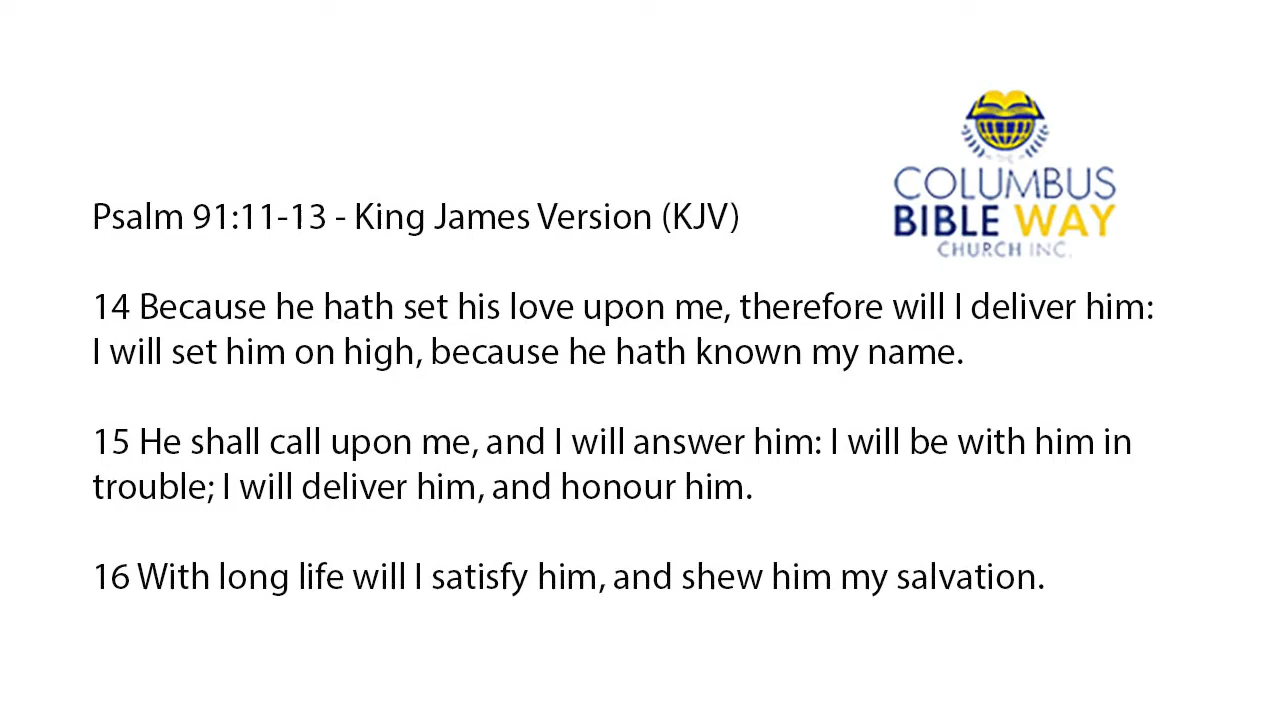 COLUMBUS
BIBLE WAY
CHURCH INC.
Psalm 91:11-13 - King James Version (KJV)
14 Because he hath set his love upon me, therefore will I deliver him:
I will set him on high, because he hath known my name.
15 He shall call upon me, and I will answer him: I will be with him in
trouble; I will deliver him, and honour him.
16 With long life will I satisfy him, and shew him my salvation.